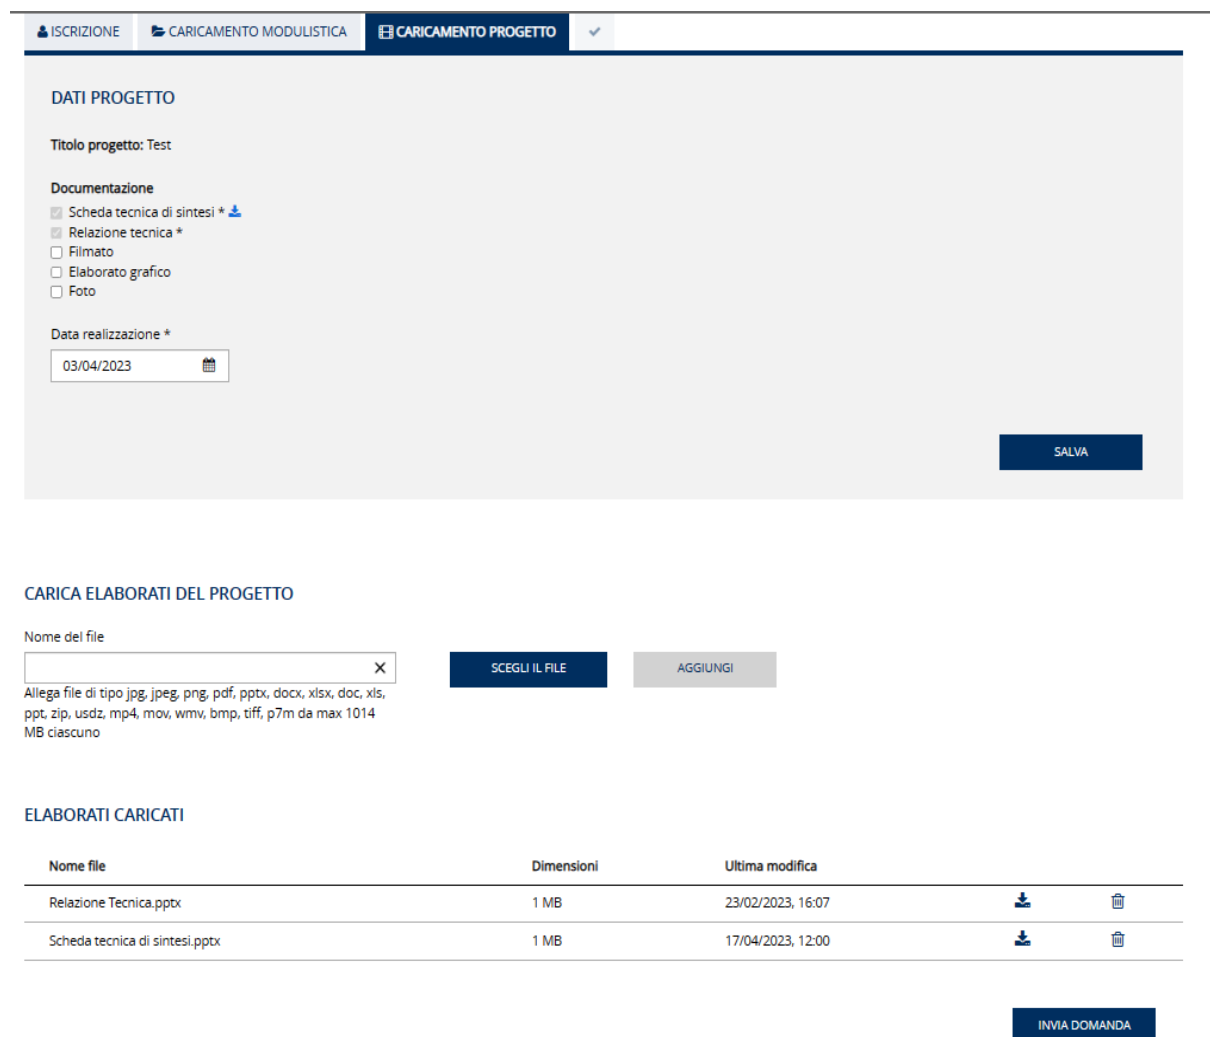 ISCRIZIONE CARICAMENTO MODULISTICA CARICAMENTO PROGETTO
DATI PROGETTO
Titolo progetto: Test
Documentazione
Scheda tecnica di sintesi *
Relazione tecnica *
Filmato
Elaborato grafico
Foto
Data realizzazione *
03/04/2023
SALVA
CARICA ELABORATI DEL PROGETTO
Nome del file
SCEGLI IL FILE AGGIUNGI
Allega file di tipo jpg, jpeg, png, pdf, pptx, docx, xlsx, doc, xls,
ppt, zip, usdz, mp4, mov, wmv, bmp, tiff, p7m da max 1014
MB ciascuno
ELABORATI CARICATI
Nome file Dimensioni Ultima modifica
Relazione Tecnica.pptx 1 MB 23/02/2023, 16:07
Scheda tecnica di sintesi.pptx 1 MB 17/04/2023, 12:00
INVIA DOMANDA